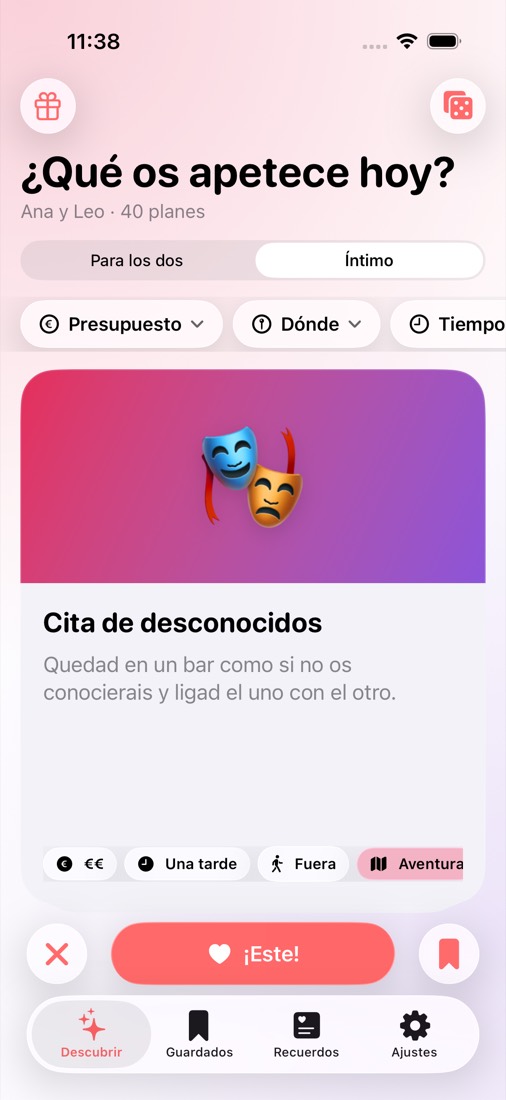 11:38
¿Qué os apetece hoy?
Ana y Leo · 40 planes
Para los dos
Íntimo
Presupuesto
Dónde
Tiempo
Cita de desconocidos
Quedad en un bar como si no os
conocierais y ligad el uno con el otro.
€€
Una tarde
Fuera
Aventura
¡Este!
Descubrir
Guardados
Recuerdos
Ajustes